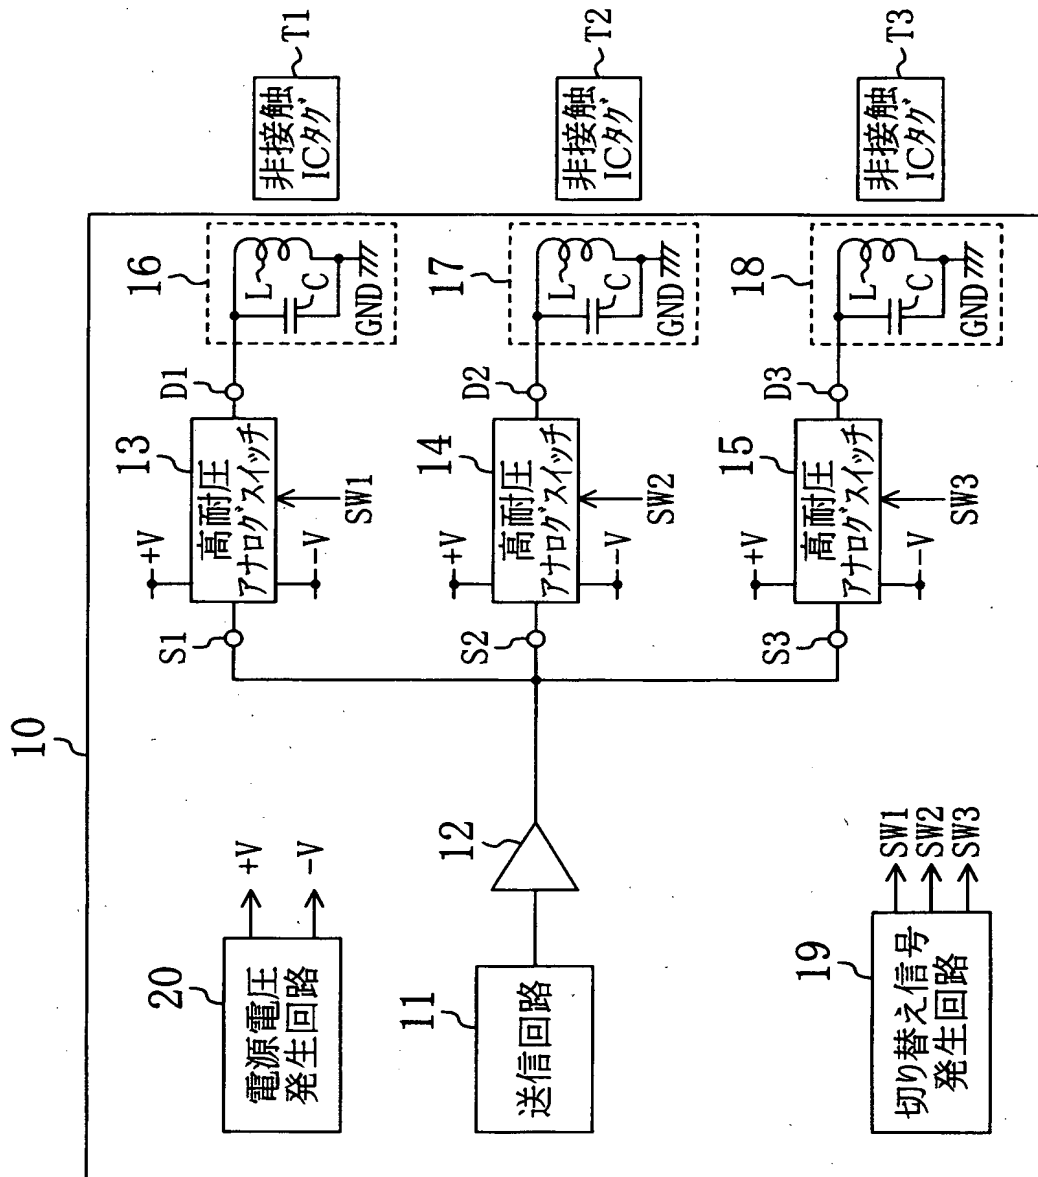 10
20
電源電圧
発生回路
+V
-V
11
送信回路
12
19
切り替え信号
発生回路
SW1
SW2
SW3
S1
+V
13
高耐圧
アナログスイッチ
-V
SW1
D1
16
L
C
GND
非接触
ICタグ
T1
S2
+V
14
高耐圧
アナログスイッチ
-V
SW2
D2
17
L
C
GND
非接触
ICタグ
T2
S3
+V
15
高耐圧
アナログスイッチ
-V
SW3
D3
18
L
C
GND
非接触
ICタグ
T3